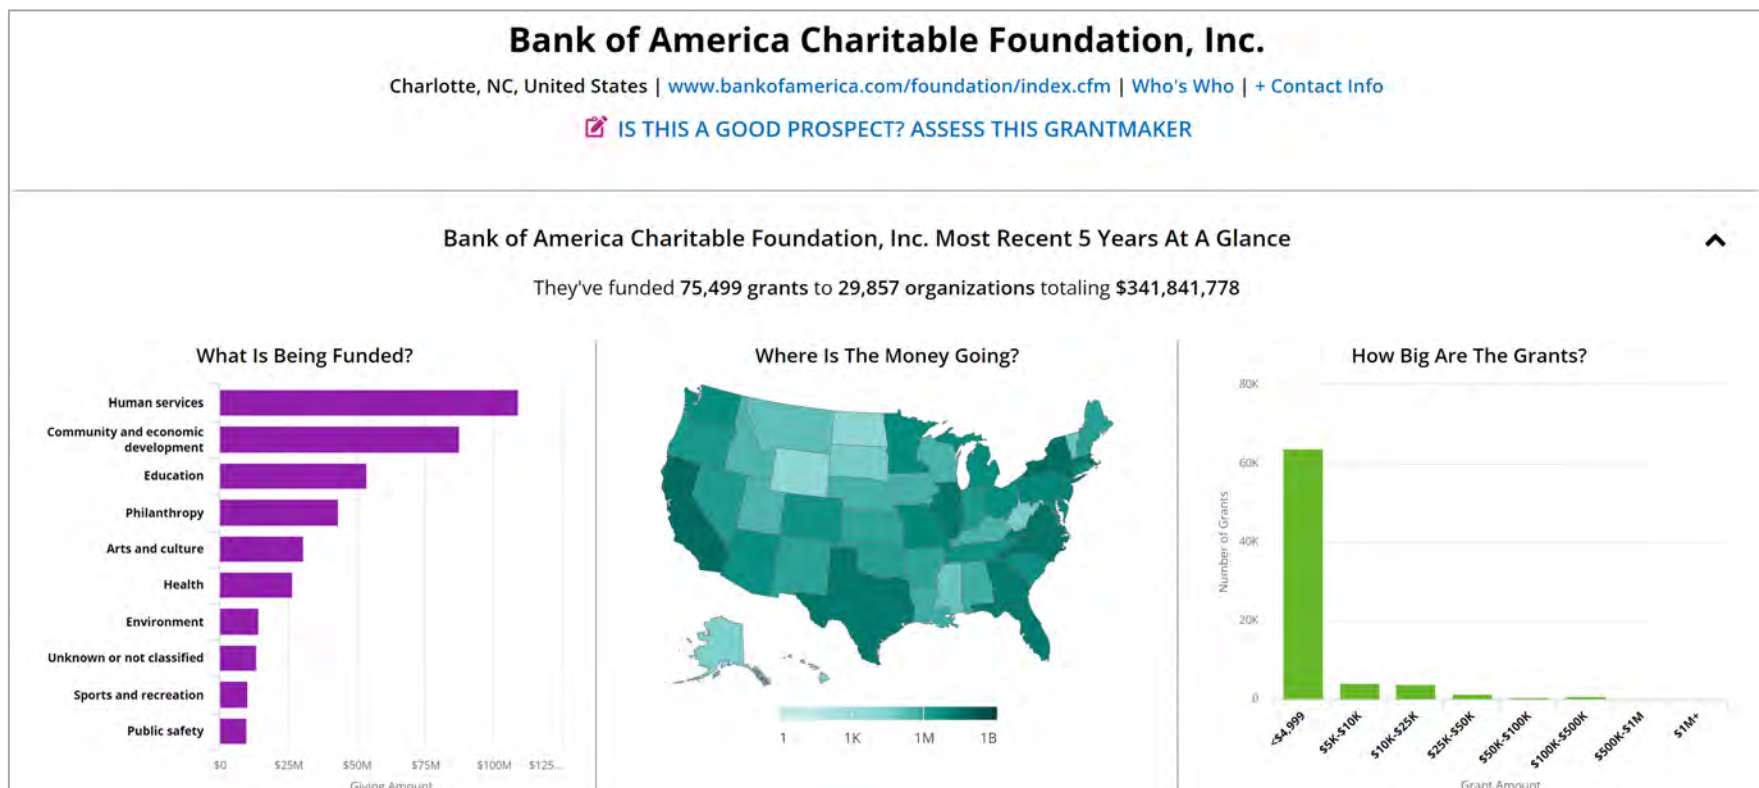 Bank of America Charitable Foundation, Inc.
Charlotte, NC, United States | www.bankofamerica.com/foundation/index.cfm | Who's Who | + Contact Info
IS THIS A GOOD PROSPECT? ASSESS THIS GRANTMAKER
Bank of America Charitable Foundation, Inc. Most Recent 5 Years At A Glance
They've funded 75,499 grants to 29,857 organizations totaling $341,841,778
What Is Being Funded?
Human services
Community and economic
development
Education
Philanthropy
Arts and culture
Health
Environment
Unknown or not classified
Sports and recreation
Public safety
$0 $25M $50M $75M $100M $125...
Giving Amount
Where Is The Money Going?
1 1K 1M 1B
How Big Are The Grants?
Number of Grants
80K
60K
40K
20K
0
<$4,999 $5K-$10K $10K-$25K $25K-$50K $50K-$100K $100K-$500K $500K-$1M $1M+
Grant Amount